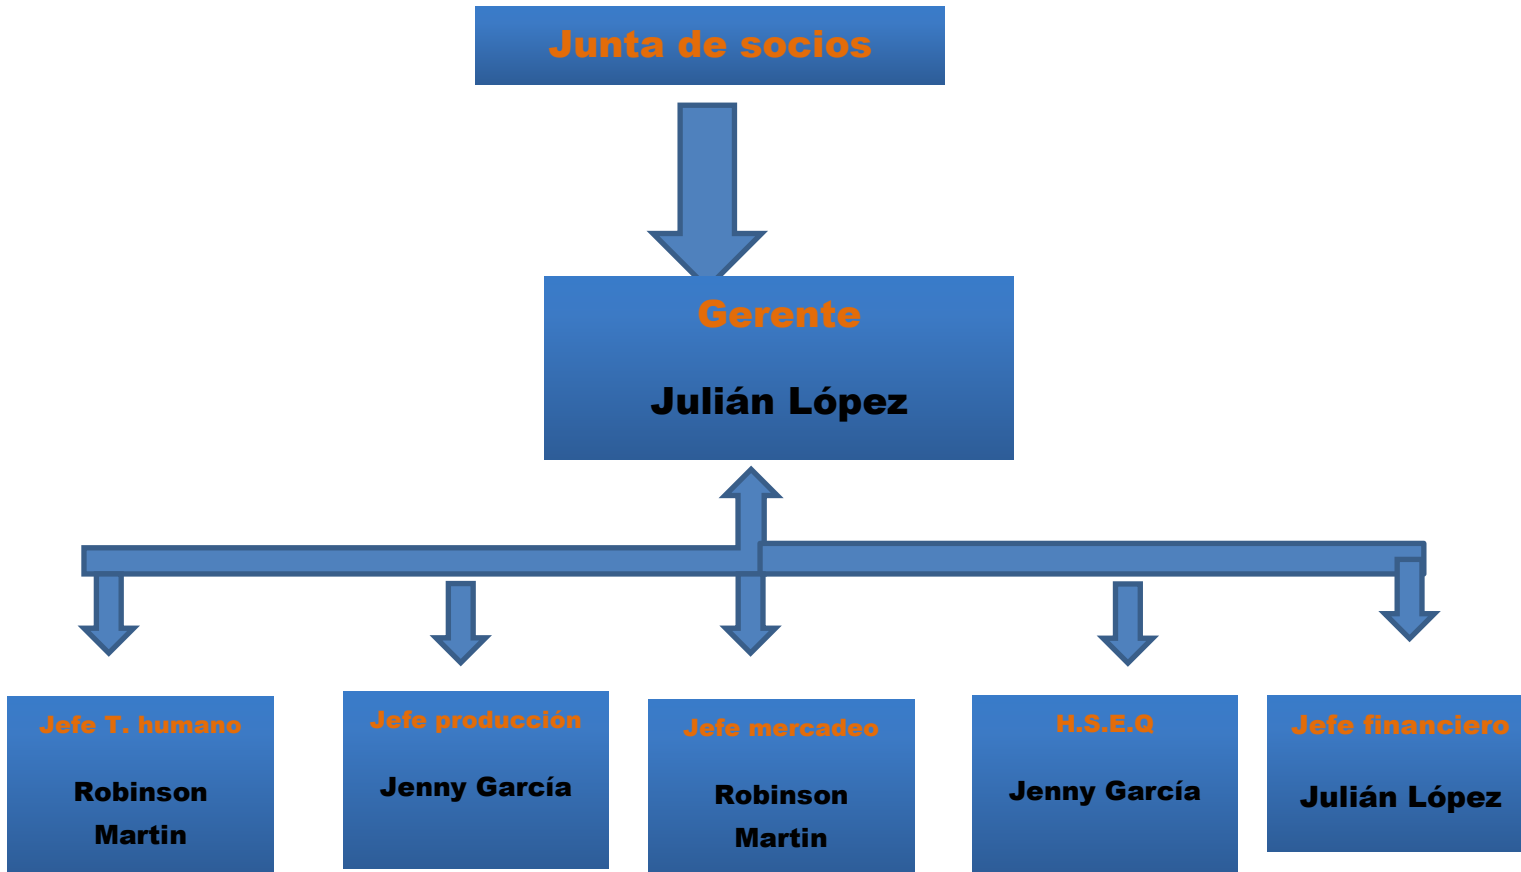 Junta de socios
Gerente
Julián López
Jefe T. humano
Robinson
Martin
Jefe producción
Jenny García
Jefe mercadeo
Robinson
Martin
H.S.E.Q
Jenny García
Jefe financiero
Julián López